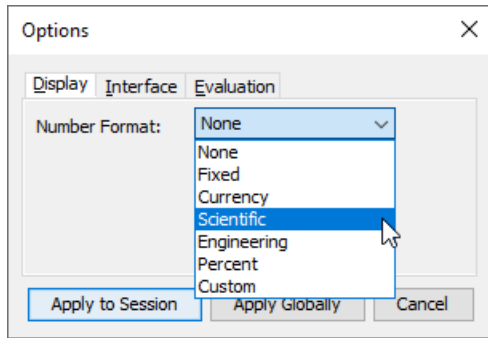 Options
Display Interface Evaluation
Number Format: None
None
Fixed
Currency
Scientific
Engineering
Percent
Custom
Apply to Session Apply Globally Cancel